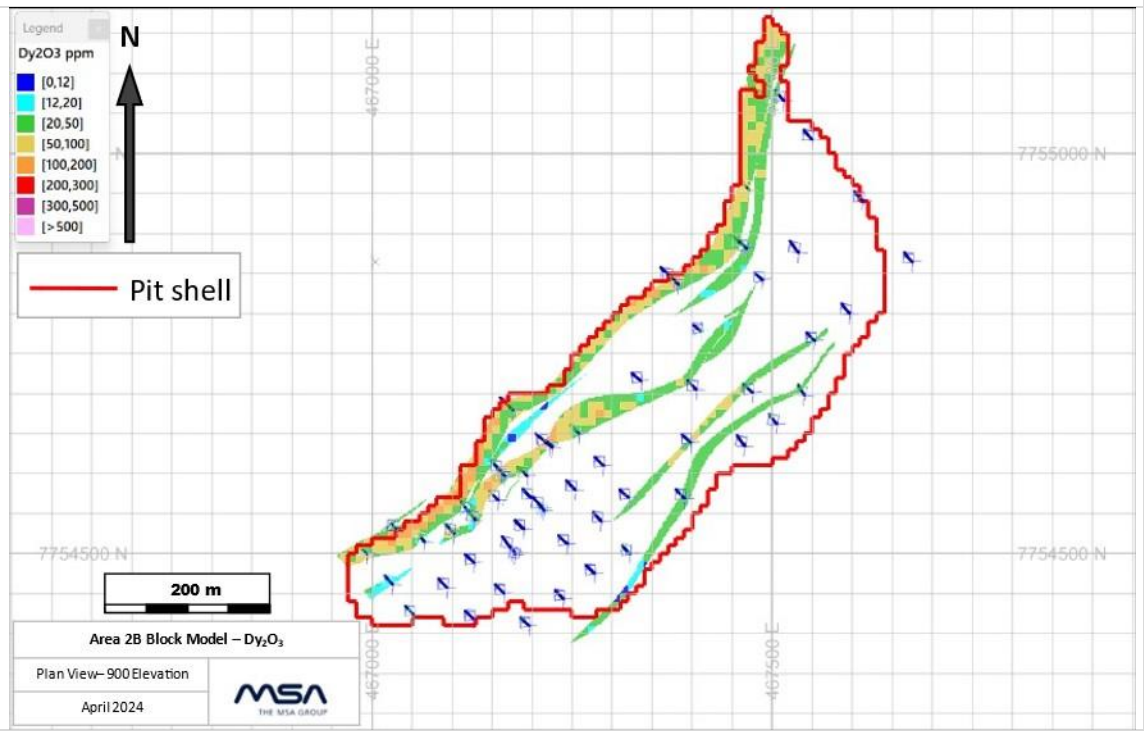 Legend
Dy2O3 ppm
[0,12]
[12,20]
[20,50]
[50,100]
[100,200]
[200,300]
[300,500]
[>500]
N
Pit shell
467000 E
N
7755000 N
7754500 N
7754500 N
200 m
Area 2B Block Model – Dy₂O₃
Plan View– 900 Elevation
April 2024
MSA
THE MSA GROUP
467000 E
467500 E